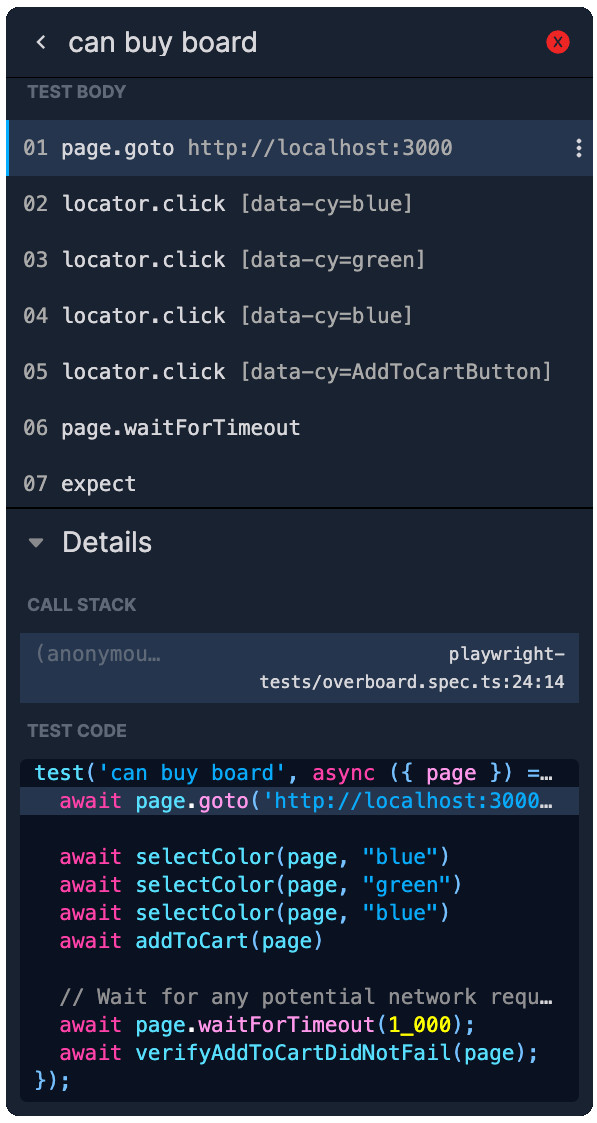 can buy board
X
TEST BODY
01 page.goto http://localhost:3000
02 locator.click [data-cy=blue]
03 locator.click [data-cy=green]
04 locator.click [data-cy=blue]
05 locator.click [data-cy=AddToCartButton]
06 page.waitForTimeout
07 expect
Details
CALL STACK
(anonymou… playwright-
tests/overboard.spec.ts:24:14
TEST CODE
test('can buy board', async ({ page }) =…
await page.goto('http://localhost:3000…
await selectColor(page, "blue")
await selectColor(page, "green")
await selectColor(page, "blue")
await addToCart(page)
// Wait for any potential network requ…
await page.waitForTimeout(1_000);
await verifyAddToCartDidNotFail(page);
});